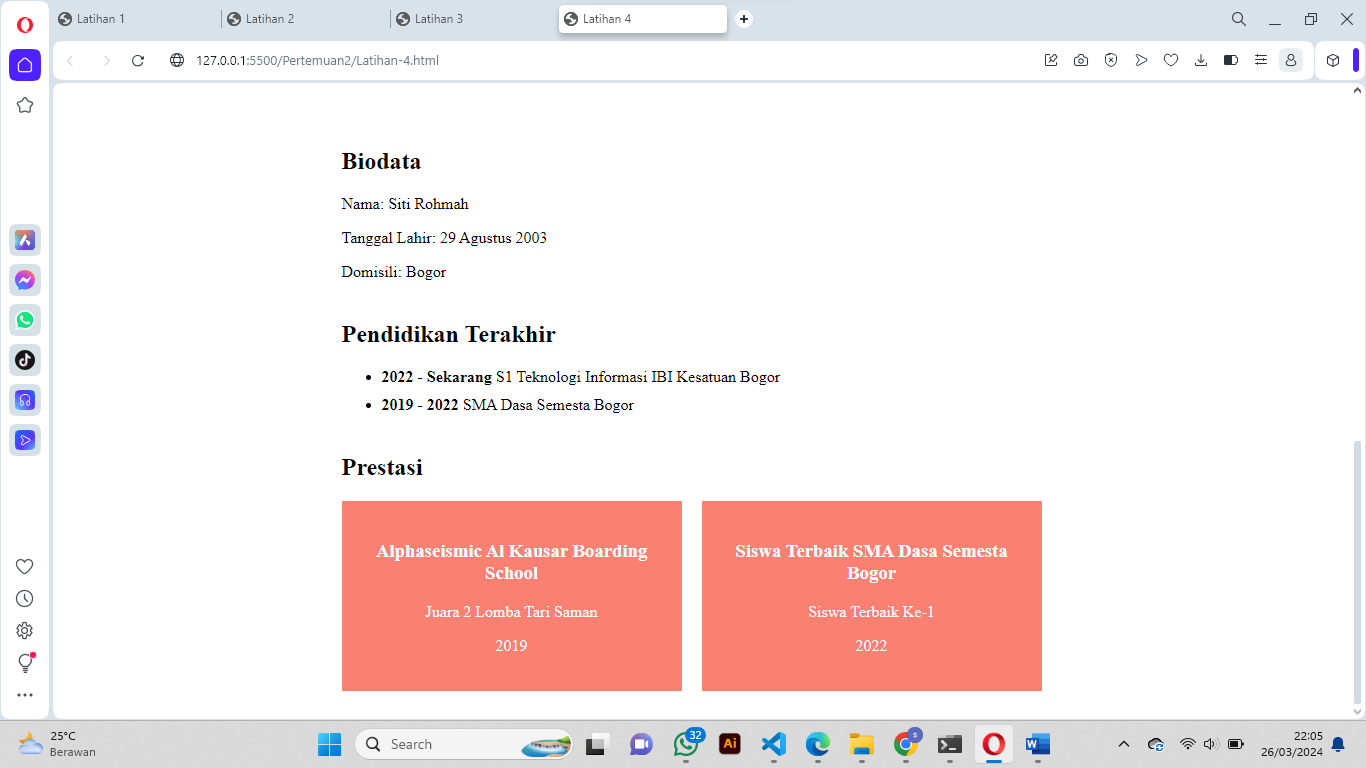 Latihan 1
Latihan 2
Latihan 3
Latihan 4
127.0.0.1:5500/Pertemuan2/Latihan-4.html
Biodata
Nama: Siti Rohmah
Tanggal Lahir: 29 Agustus 2003
Domisili: Bogor
Pendidikan Terakhir
2022 - Sekarang S1 Teknologi Informasi IBI Kesatuan Bogor
2019 - 2022 SMA Dasa Semesta Bogor
Prestasi
Alphaseismic Al Kausar Boarding
School
Juara 2 Lomba Tari Saman
2019
Siswa Terbaik SMA Dasa Semesta
Bogor
Siswa Terbaik Ke-1
2022
25°C
Berawan
Search
32
Ai
S
W
22:05
26/03/2024